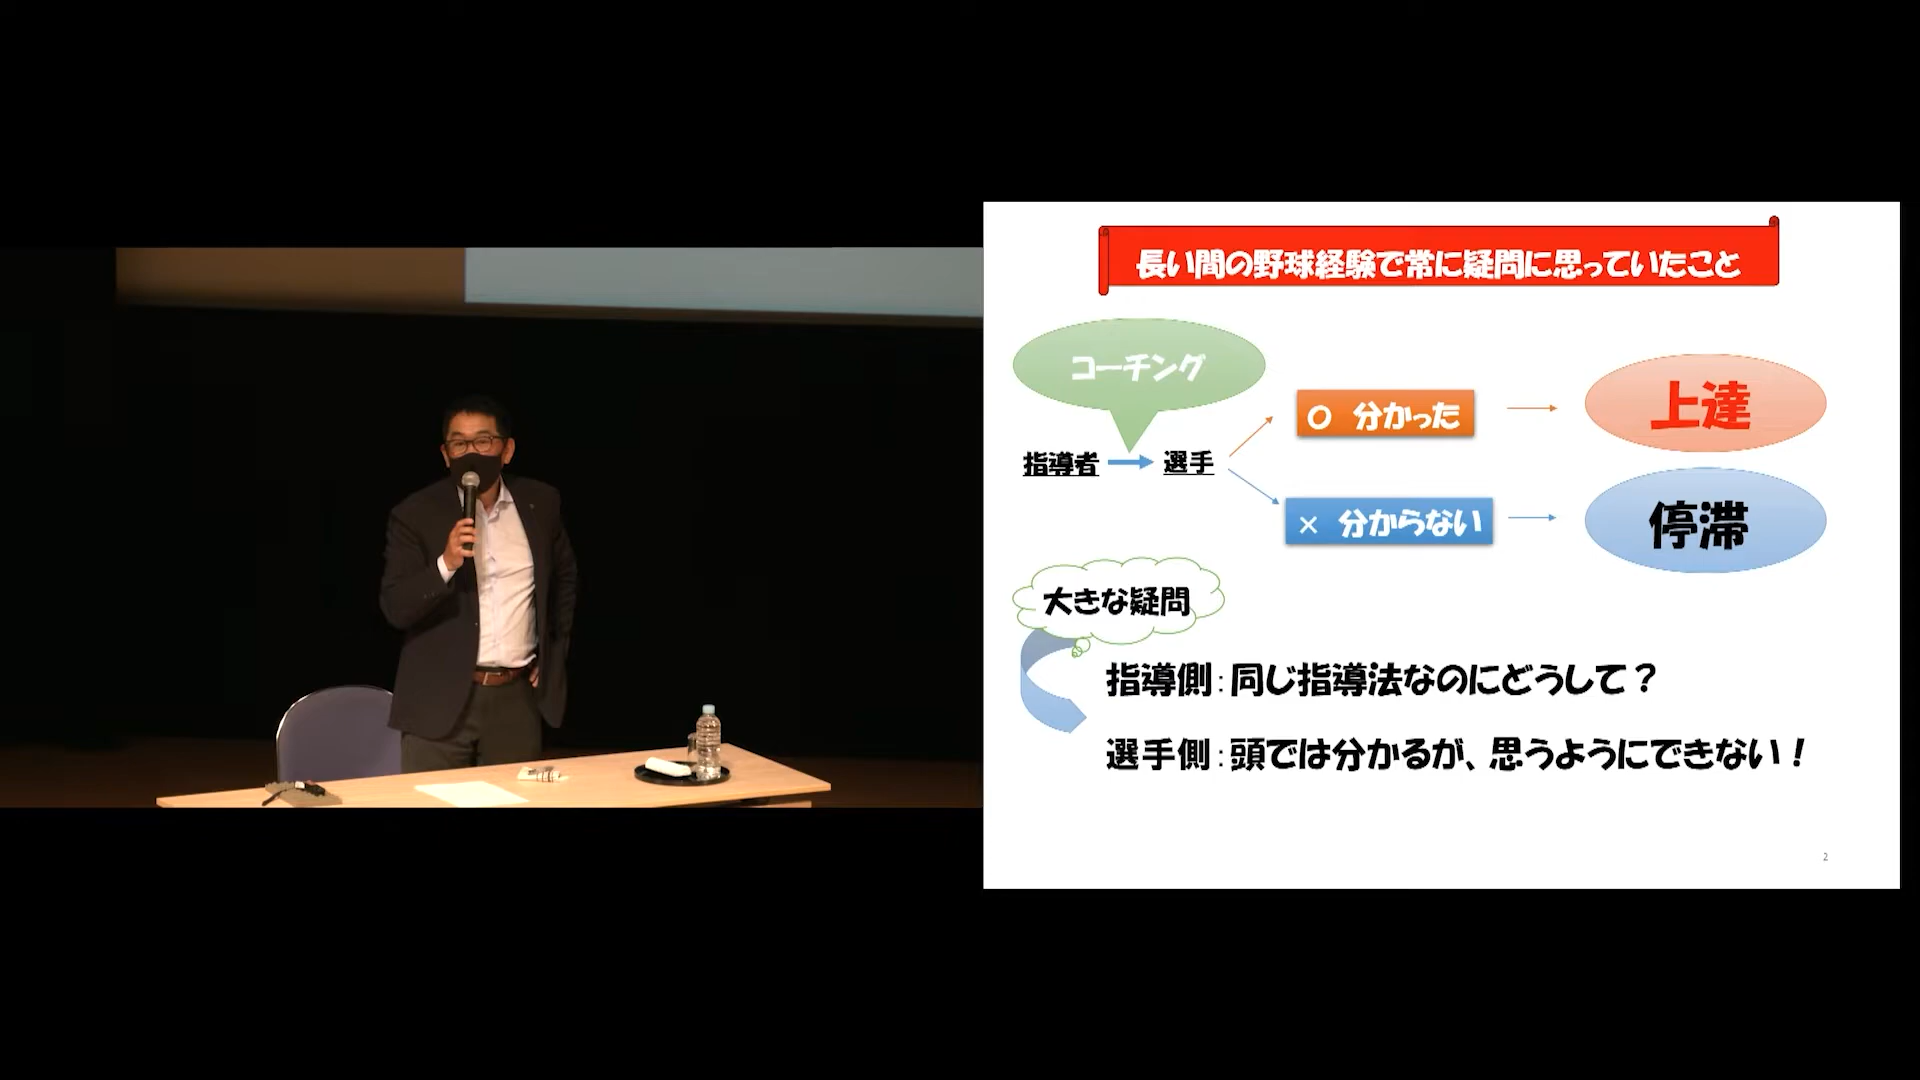 長い間の野球経験で常に疑問に思っていたこと
コーチング
指導者
選手
○ 分かった
上達
× 分からない
停滞
大きな疑問
指導側：同じ指導法なのにどうして？
選手側：頭では分かるが、思うようにできない！
2